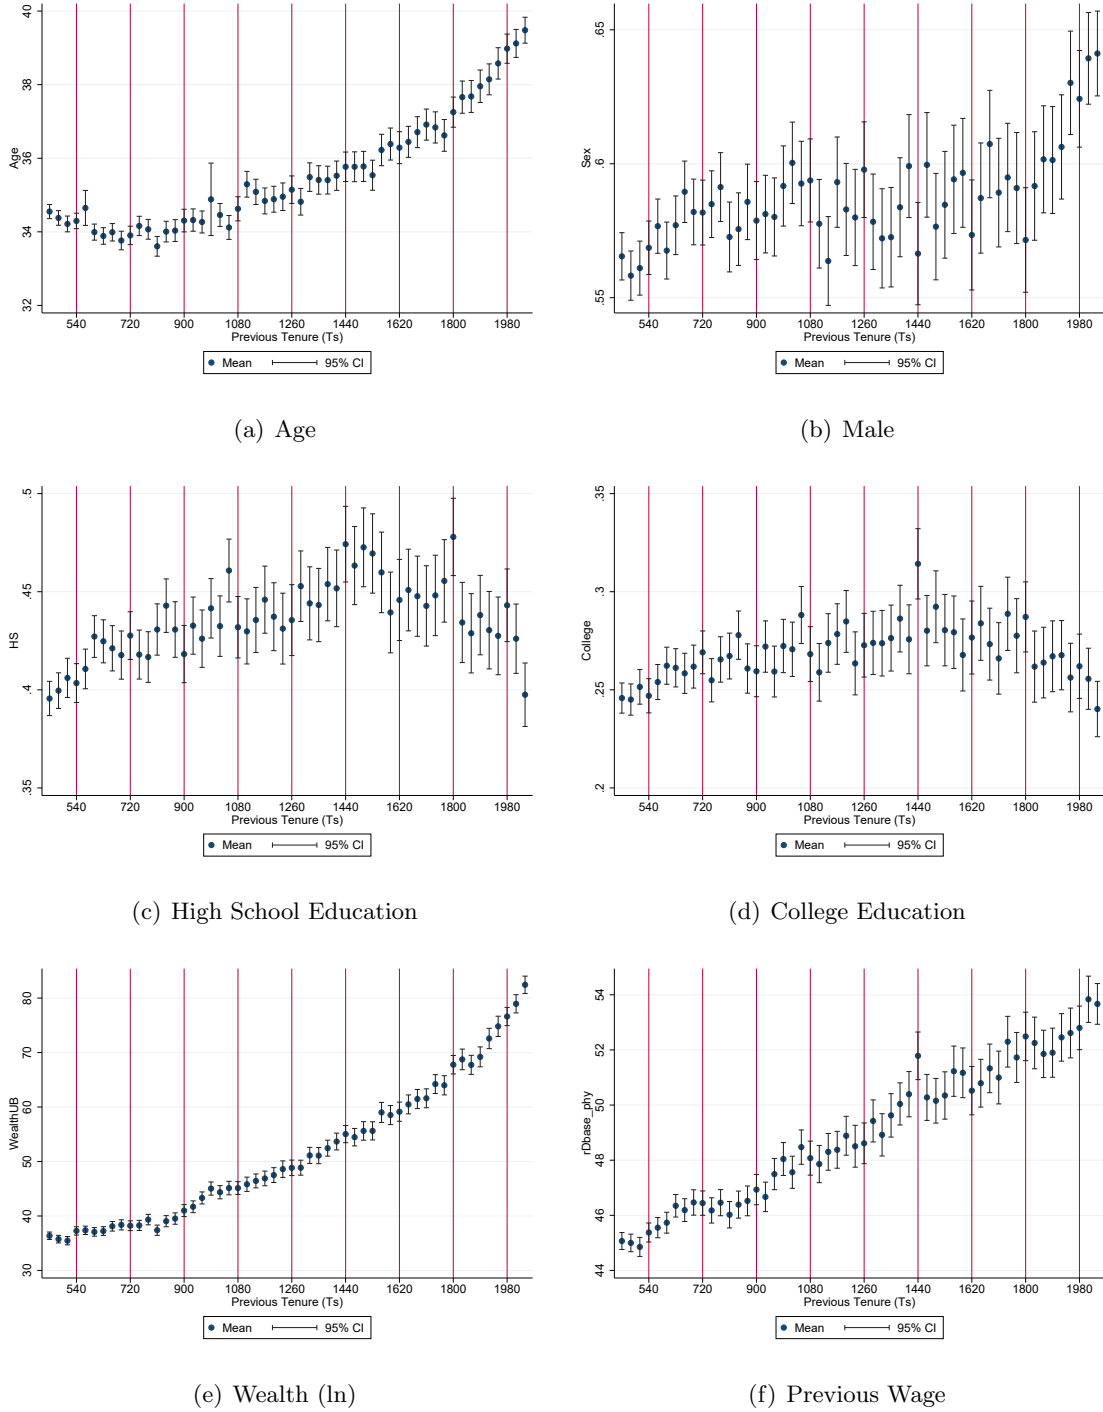 40
38
36
34
32
Age
540 720 900 1080 1260 1440 1620 1800 1980
Previous Tenure (Ts)
Mean 95% CI
(a) Age
.65
.6
.55
Sex
540 720 900 1080 1260 1440 1620 1800 1980
Previous Tenure (Ts)
Mean 95% CI
(b) Male
.5
.45
.4
.35
HS
540 720 900 1080 1260 1440 1620 1800 1980
Previous Tenure (Ts)
Mean 95% CI
(c) High School Education
.35
.3
.25
.2
College
540 720 900 1080 1260 1440 1620 1800 1980
Previous Tenure (Ts)
Mean 95% CI
(d) College Education
80
70
60
50
40
30
WealthUB
540 720 900 1080 1260 1440 1620 1800 1980
Previous Tenure (Ts)
Mean 95% CI
(e) Wealth (ln)
54
52
50
48
46
44
rDbase_phy
540 720 900 1080 1260 1440 1620 1800 1980
Previous Tenure (Ts)
Mean 95% CI
(f) Previous Wage